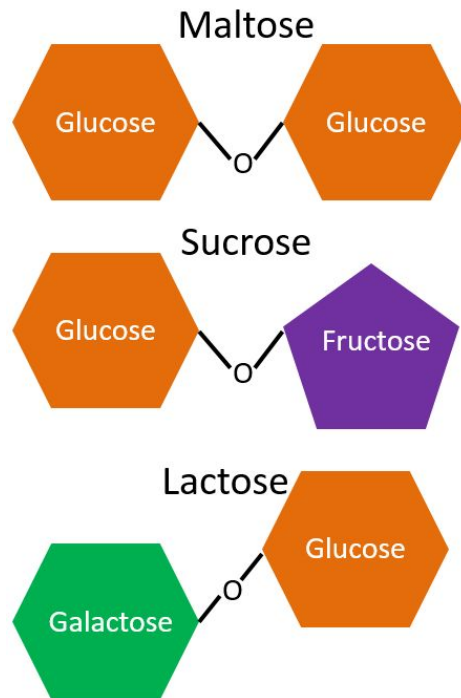 Maltose
Glucose
Glucose
O
Sucrose
Glucose
Fructose
O
Lactose
Glucose
O
Galactose